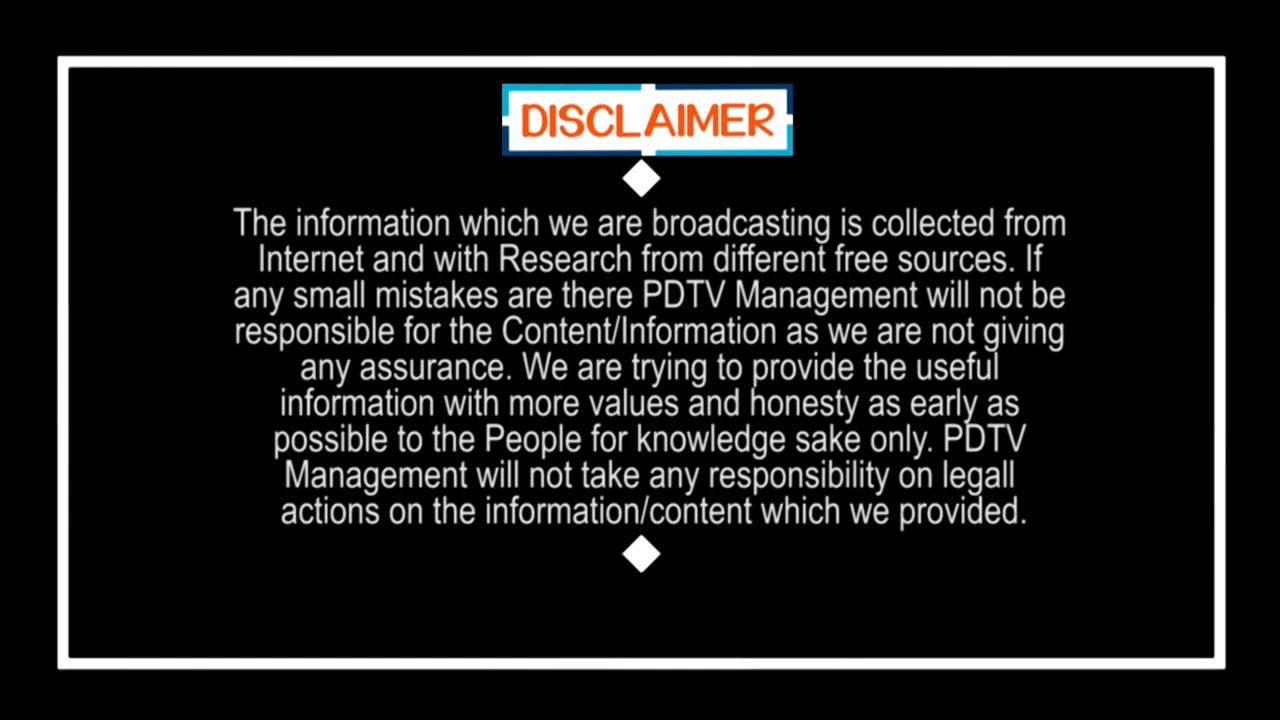 DISCLAIMER
The information which we are broadcasting is collected from
Internet and with Research from different free sources. If
any small mistakes are there PDTV Management will not be
responsible for the Content/Information as we are not giving
any assurance. We are trying to provide the useful
information with more values and honesty as early as
possible to the People for knowledge sake only. PDTV
Management will not take any responsibility on legall
actions on the information/content which we provided.